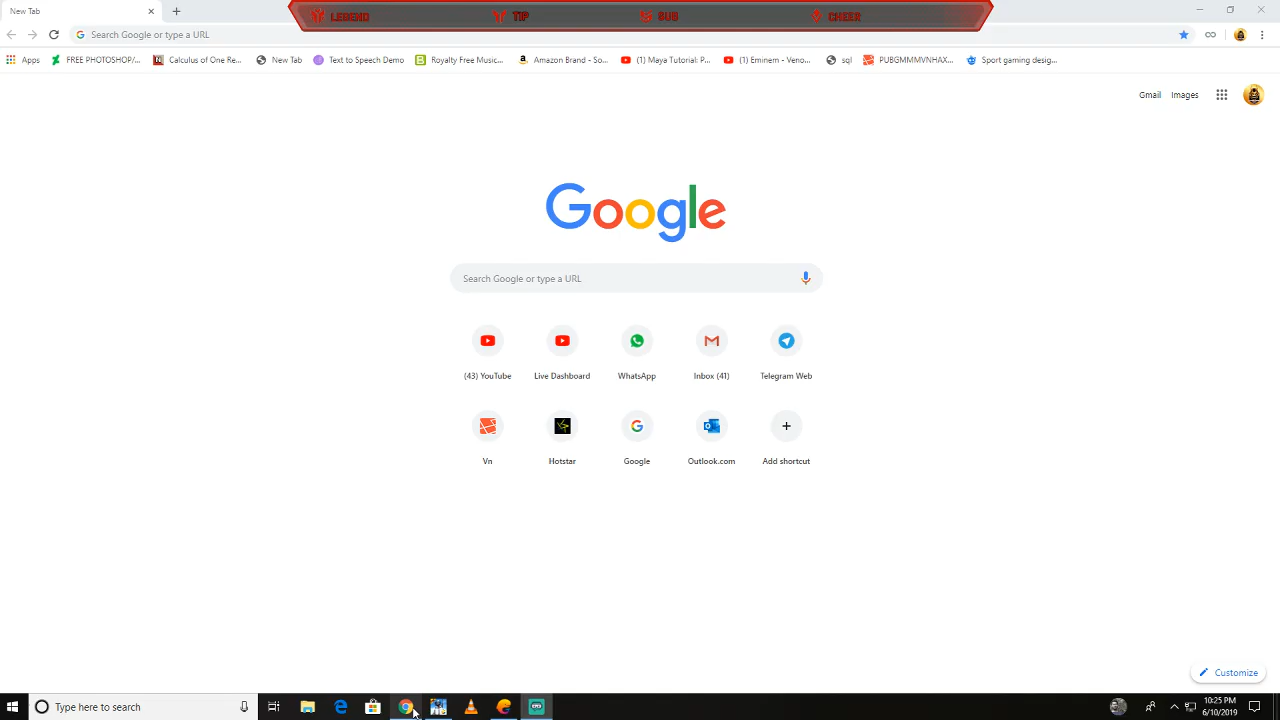 New Tab
LEGEND TIP SUB CHEER
Search Google or type a URL
Apps FREE PHOTOSHOP/... Calculus of One Re... New Tab Text to Speech Demo Royalty Free Music... Amazon Brand - So... (1) Maya Tutorial: P... (1) Eminem - Veno... sql PUBGMMMVNHAX... Sport gaming desig...
Gmail Images
Google
Search Google or type a URL
(43) YouTube Live Dashboard WhatsApp Inbox (41) Telegram Web
Vn Hotstar Google Outlook.com Add shortcut
Customize
Type here to search
10:25 PM
6/10/2019